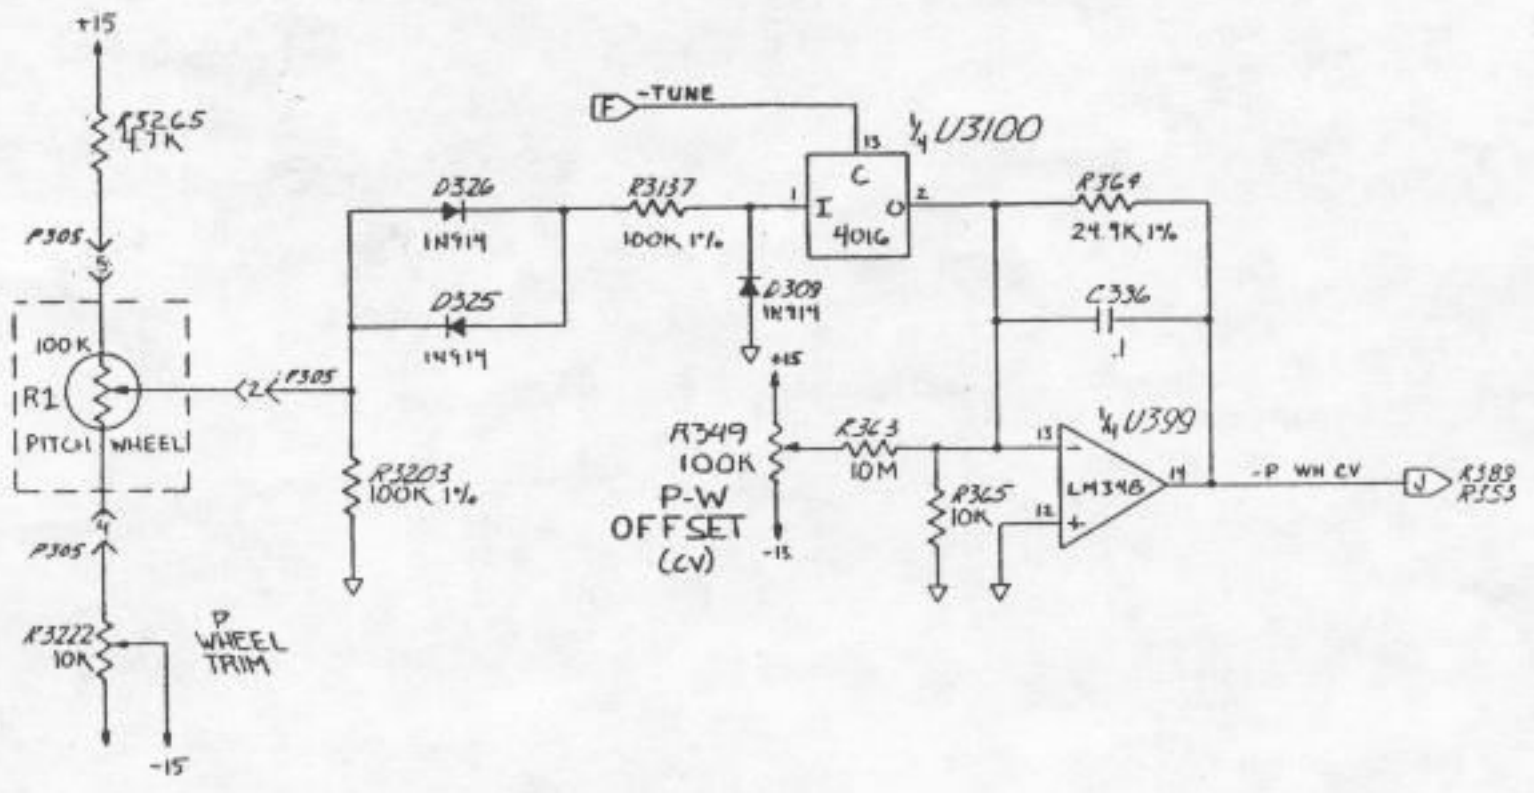 +15
R3265
4.7K
P305
100K
R1
PITCH WHEEL
4
P305
R3222
10K
P
WHEEL
TRIM
-15
2
P305
D326
1N914
D325
1N914
R3203
100K 1%
R3137
100K 1%
F
-TUNE
1/4 U3100
13
C
1
I
O
2
4016
D309
1N914
+15
R349
100K
P-W
OFFSET
(CV)
-15
R363
10M
R365
10K
R364
24.9K 1%
C336
.1
1/4 U399
13
-
LM348
12
+
14
-P WH CV
J
R389
R353